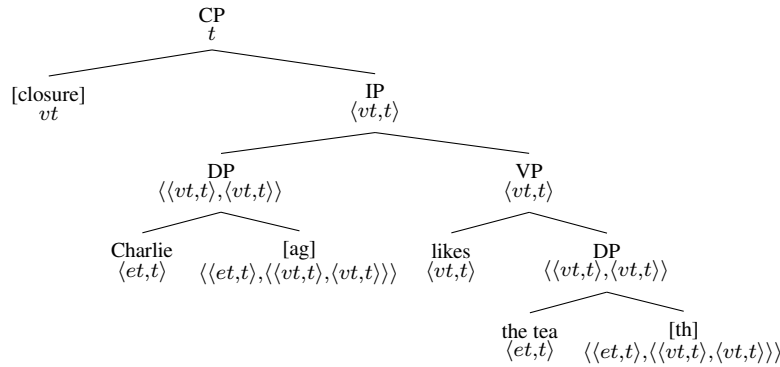 CP
t
[closure]
vt
IP
⟨vt,t⟩
DP
⟨⟨vt,t⟩,⟨vt,t⟩⟩
VP
⟨vt,t⟩
Charlie
⟨et,t⟩
[ag]
⟨⟨et,t⟩,⟨⟨vt,t⟩,⟨vt,t⟩⟩⟩
likes
⟨vt,t⟩
DP
⟨⟨vt,t⟩,⟨vt,t⟩⟩
the tea
⟨et,t⟩
[th]
⟨⟨et,t⟩,⟨⟨vt,t⟩,⟨vt,t⟩⟩⟩